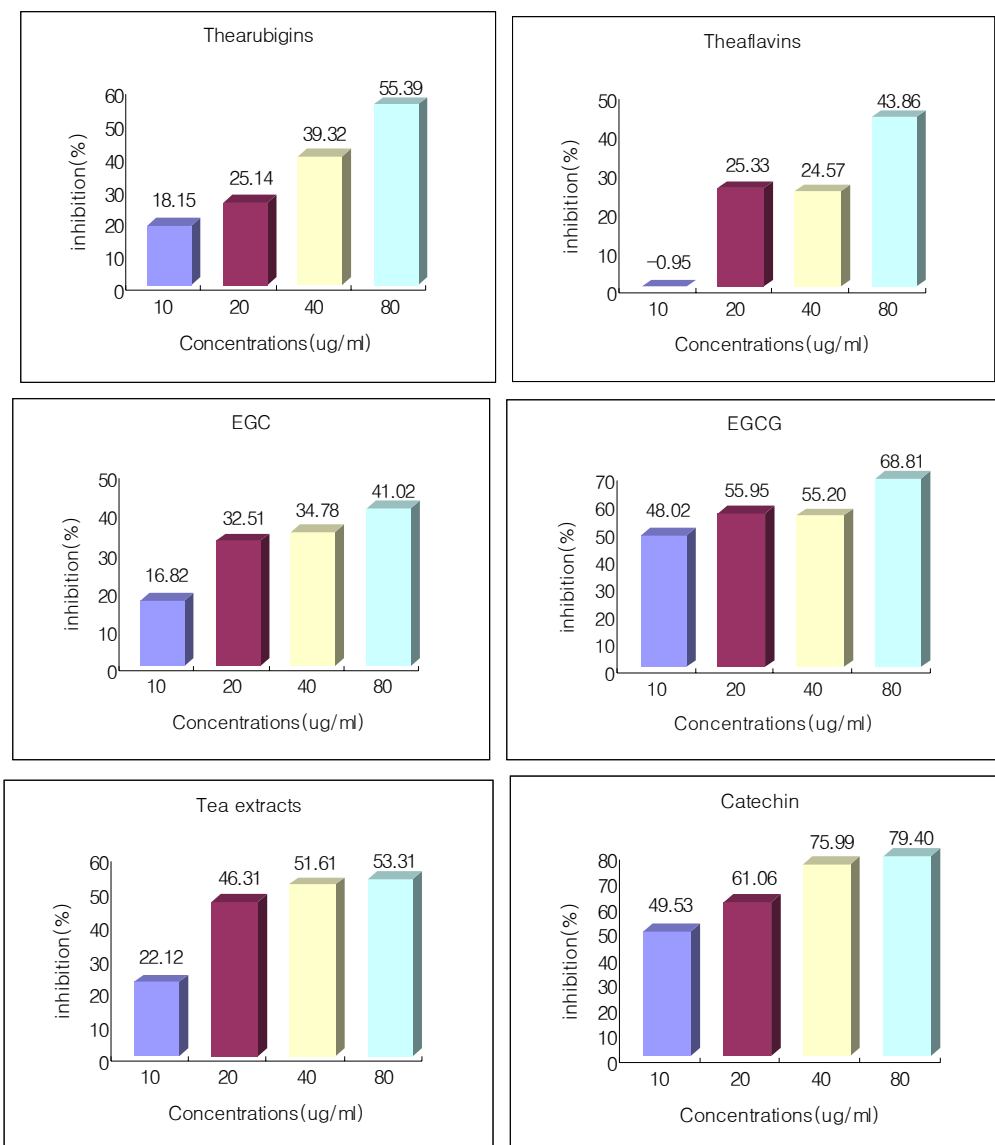 Thearubigins
60
50
40
30
20
10
0
inhibition(%)
18.15
25.14
39.32
55.39
10 20 40 80
Concentrations(ug/ml)
Theaflavins
50
40
30
20
10
0
inhibition(%)
−0.95
25.33
24.57
43.86
10 20 40 80
Concentrations(ug/ml)
EGC
50
40
30
20
10
0
inhibition(%)
16.82
32.51
34.78
41.02
10 20 40 80
Concentrations(ug/ml)
EGCG
70
60
50
40
30
20
10
0
inhibition(%)
48.02
55.95
55.20
68.81
10 20 40 80
Concentrations(ug/ml)
Tea extracts
60
50
40
30
20
10
0
inhibition(%)
22.12
46.31
51.61
53.31
10 20 40 80
Concentrations(ug/ml)
Catechin
80
70
60
50
40
30
20
10
0
inhibition(%)
49.53
61.06
75.99
79.40
10 20 40 80
Concentrations(ug/ml)